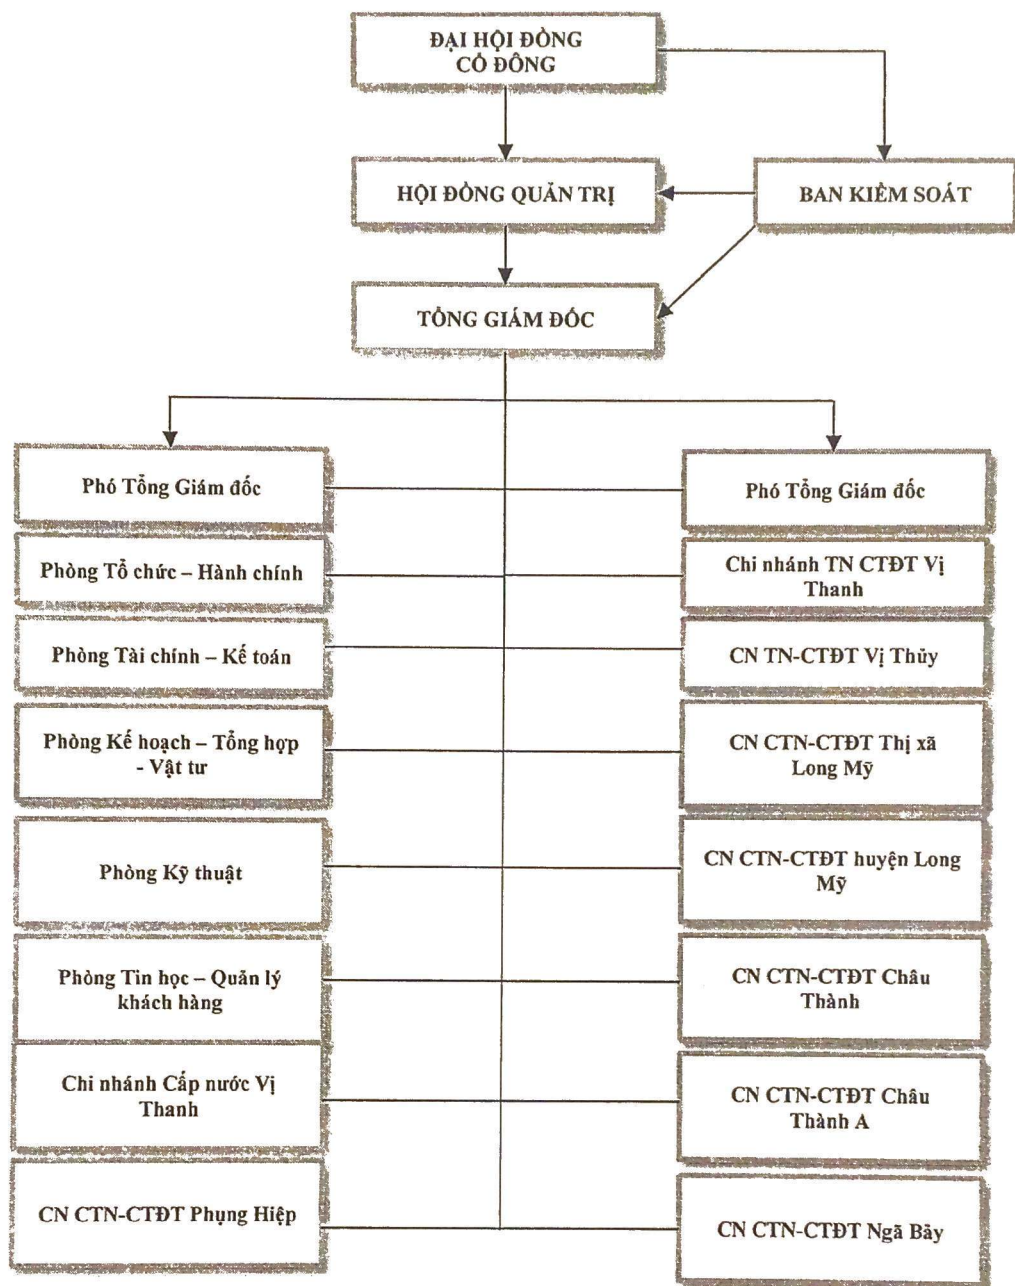 ĐẠI HỘI ĐỒNG
CỔ ĐÔNG
HỘI ĐỒNG QUẢN TRỊ
BAN KIỂM SOÁT
TỔNG GIÁM ĐỐC
Phó Tổng Giám đốc
Phòng Tổ chức – Hành chính
Phòng Tài chính – Kế toán
Phòng Kế hoạch – Tổng hợp
- Vật tư
Phòng Kỹ thuật
Phòng Tin học – Quản lý
khách hàng
Chi nhánh Cấp nước Vị
Thanh
CN CTN-CTĐT Phụng Hiệp
Phó Tổng Giám đốc
Chi nhánh TN CTĐT Vị
Thanh
CN TN-CTĐT Vị Thủy
CN CTN-CTĐT Thị xã
Long Mỹ
CN CTN-CTĐT huyện Long
Mỹ
CN CTN-CTĐT Châu
Thành
CN CTN-CTĐT Châu
Thành A
CN CTN-CTĐT Ngã Bảy